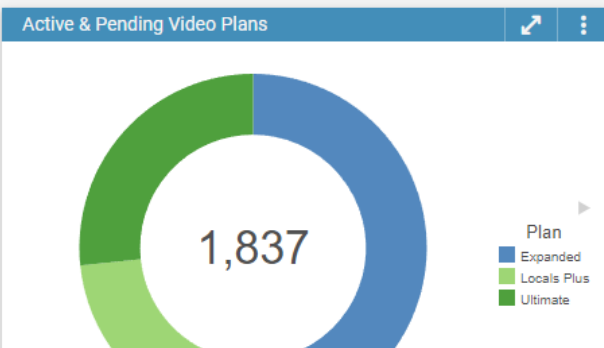 Active & Pending Video Plans
1,837
Plan
Expanded
Locals Plus
Ultimate